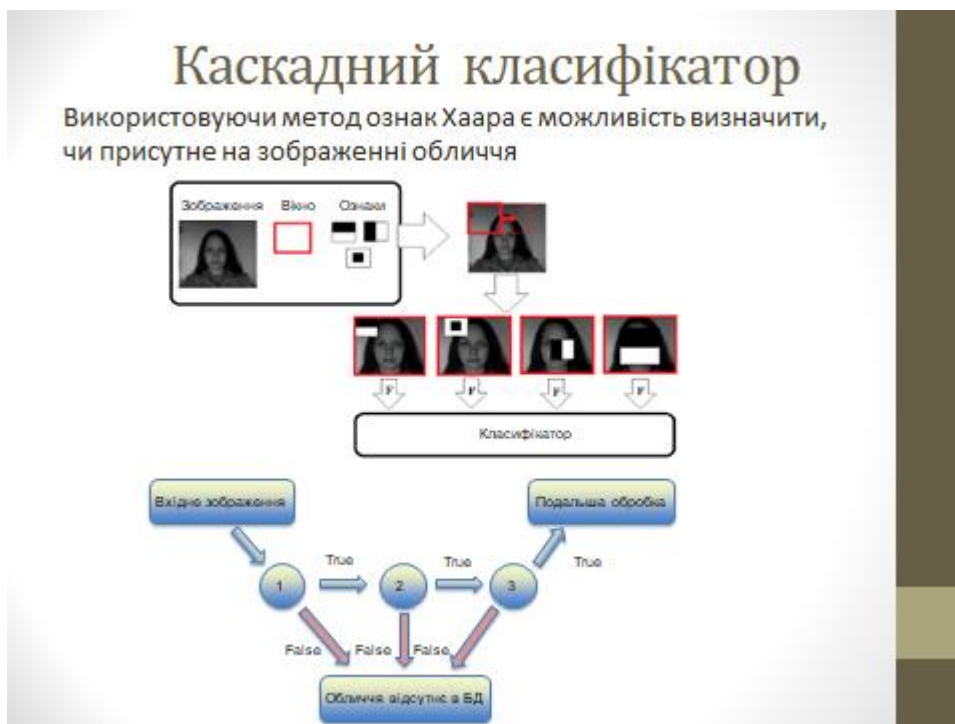 Каскадний класифікатор
Використовуючи метод ознак Хаара є можливість визначити,
чи присутне на зображенні обличчя
Зображення Вікно Ознаки
F F F F
Класифікатор
Вхідне зображення Подальша обробка
True True True
1 2 3
False False False
Обличчя відсутнє в БД